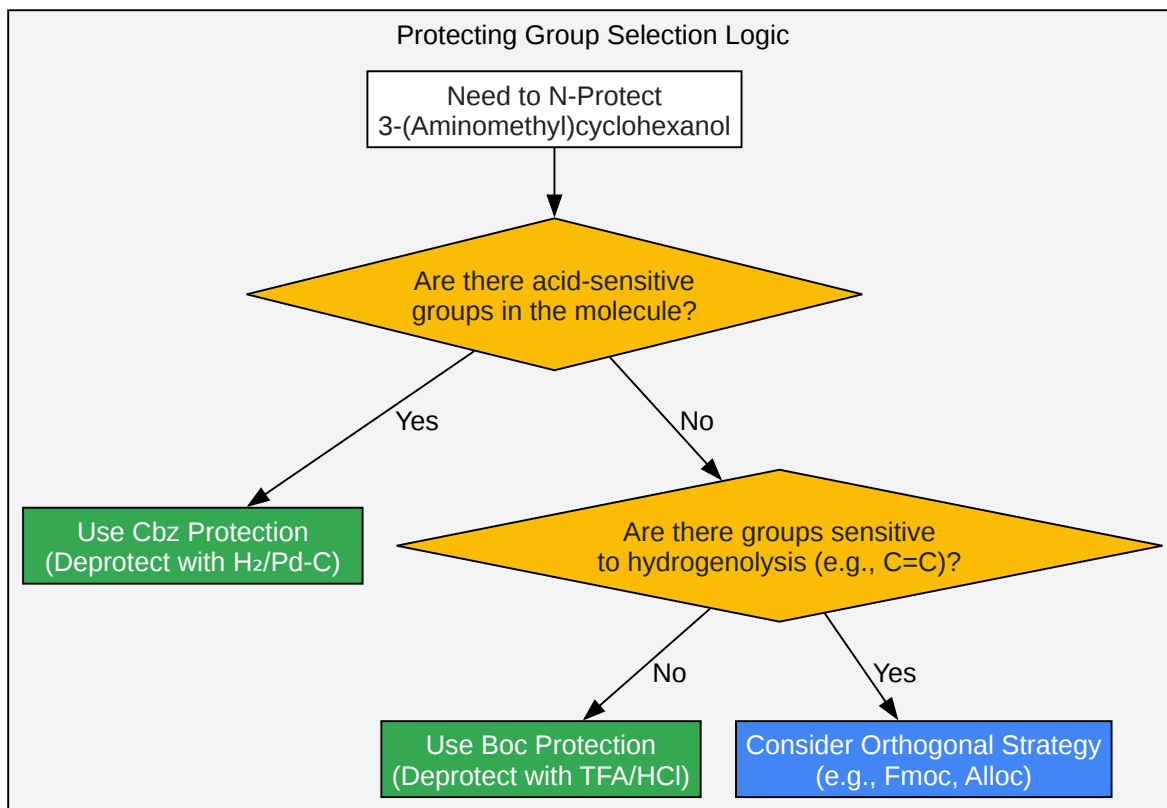 Protecting Group Selection Logic
Need to N-Protect
3-(Aminomethyl)cyclohexanol
Are there acid-sensitive
groups in the molecule?
Yes
No
Use Cbz Protection
(Deprotect with H₂/Pd-C)
Are there groups sensitive
to hydrogenolysis (e.g., C=C)?
No
Yes
Use Boc Protection
(Deprotect with TFA/HCl)
Consider Orthogonal Strategy
(e.g., Fmoc, Alloc)